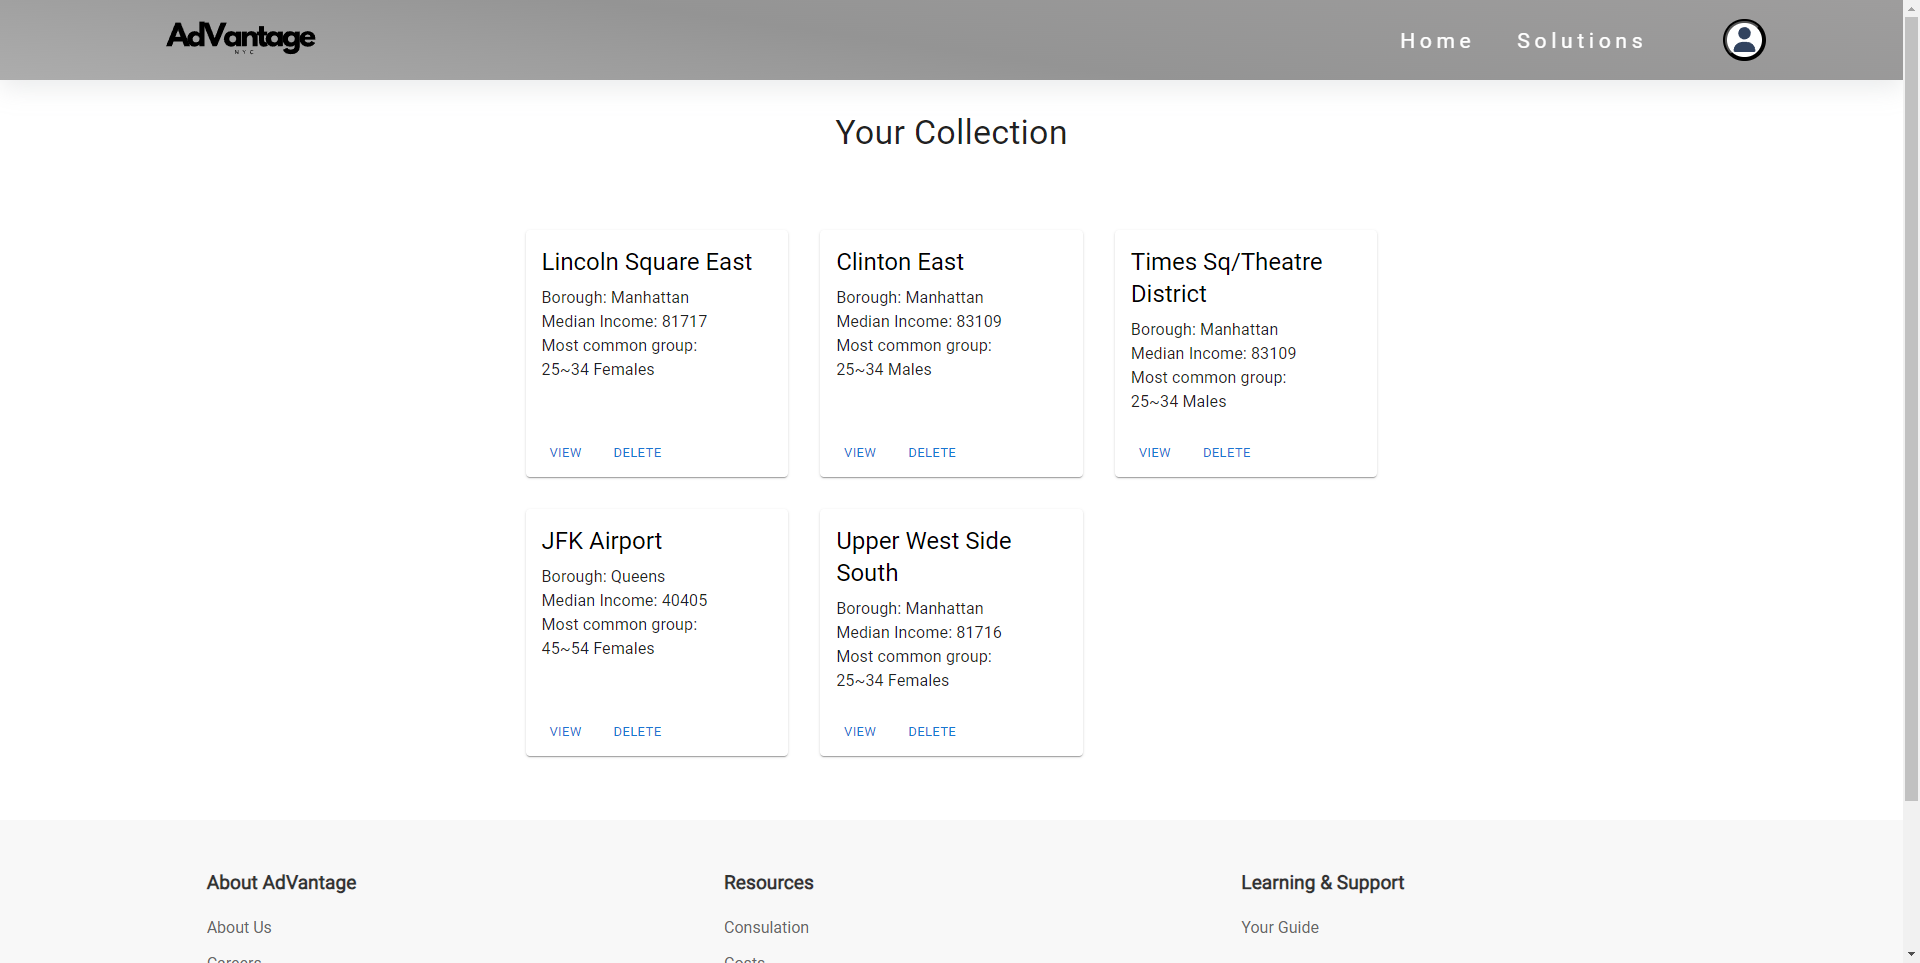 AdVantage
NYC
Home
Solutions
Your Collection
Lincoln Square East
Borough: Manhattan
Median Income: 81717
Most common group:
25~34 Females
VIEW
DELETE
Clinton East
Borough: Manhattan
Median Income: 83109
Most common group:
25~34 Males
VIEW
DELETE
Times Sq/Theatre
District
Borough: Manhattan
Median Income: 83109
Most common group:
25~34 Males
VIEW
DELETE
JFK Airport
Borough: Queens
Median Income: 40405
Most common group:
45~54 Females
VIEW
DELETE
Upper West Side
South
Borough: Manhattan
Median Income: 81716
Most common group:
25~34 Females
VIEW
DELETE
About AdVantage
About Us
Careers
Resources
Consulation
Costs
Learning & Support
Your Guide